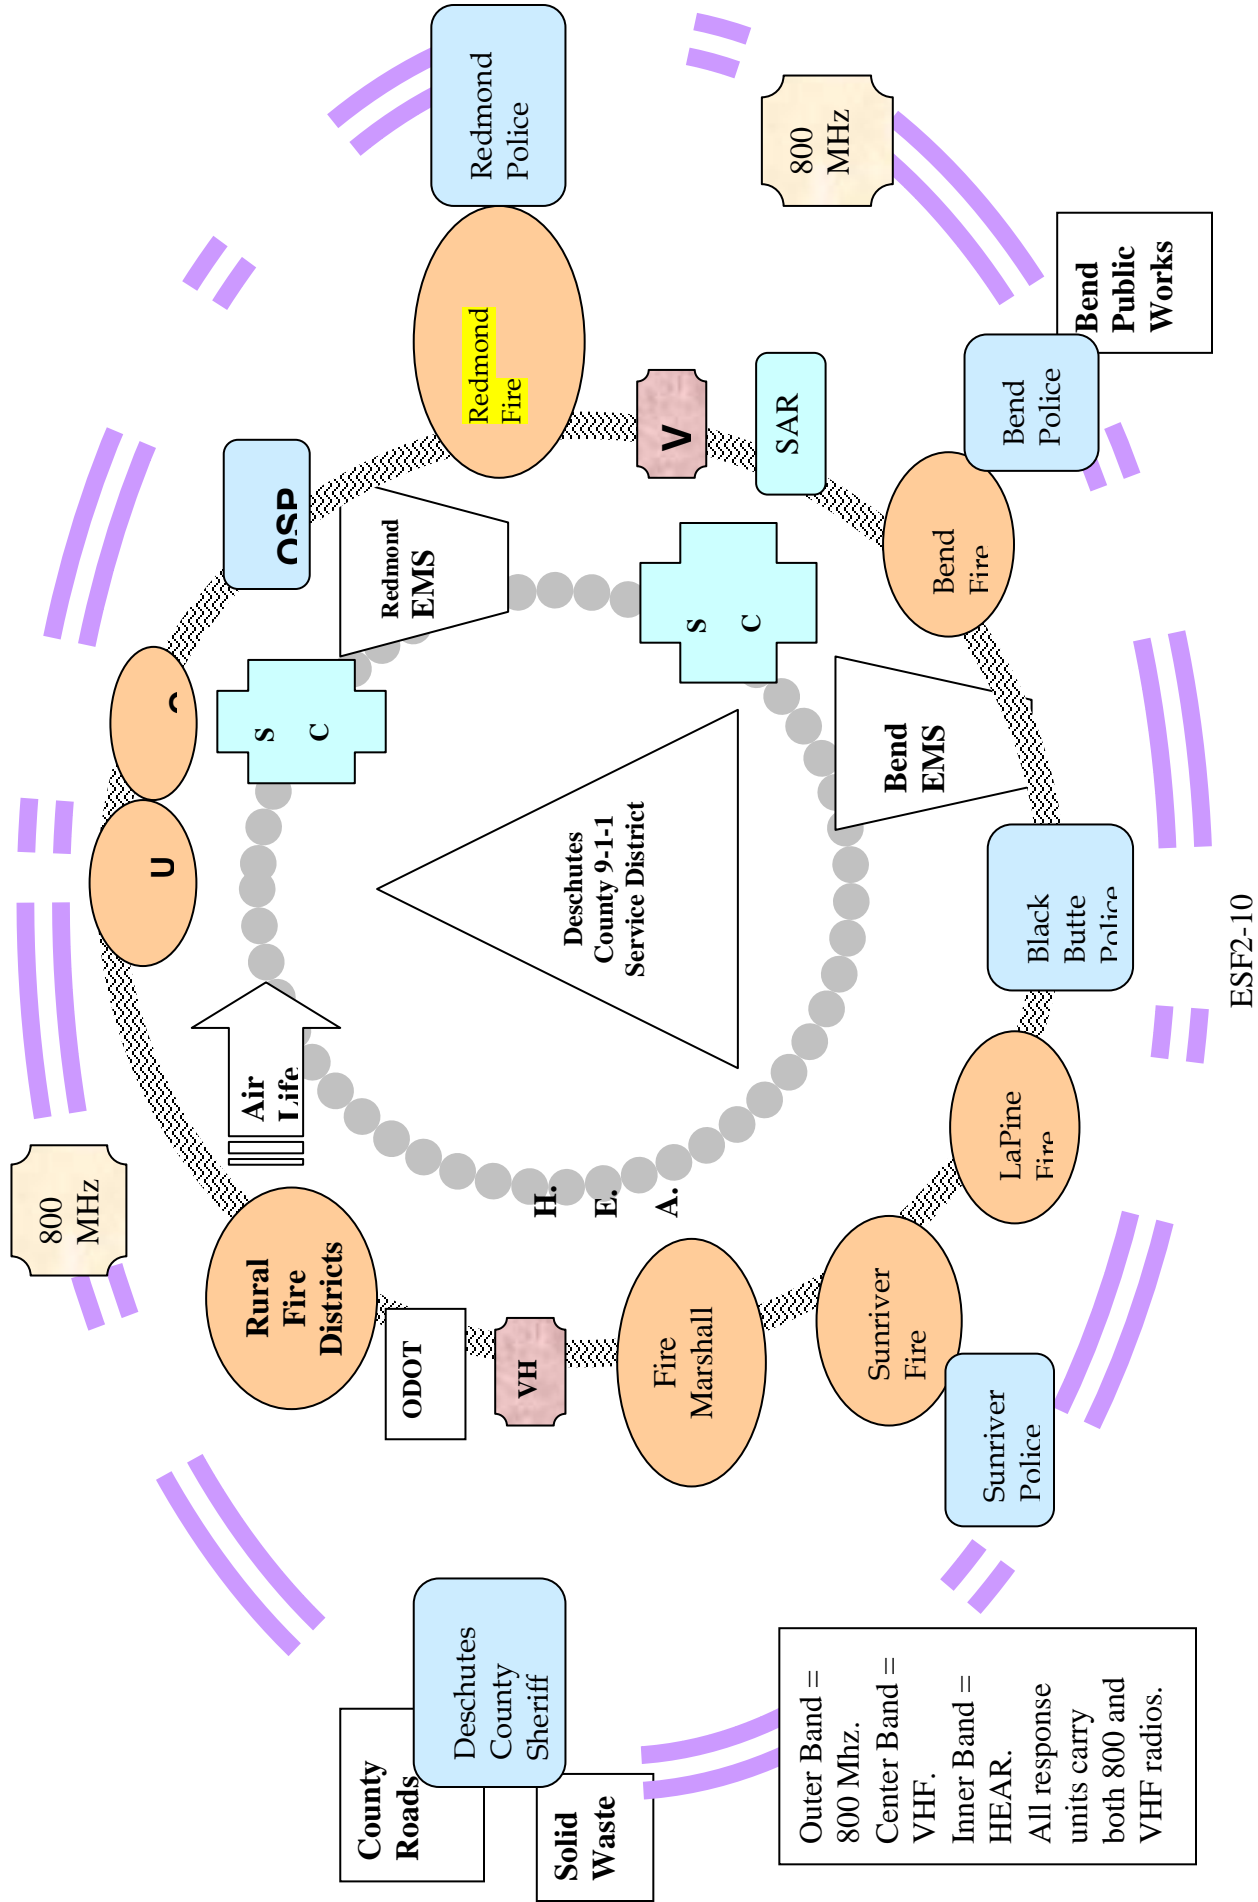 800
MHz
Rural
Fire
Districts
Air
Life
U
OSP
S
C
Redmond
EMS
Redmond
Fire
Redmond
Police
ODOT
VH
H.
E.
A.
Deschutes
County 9-1-1
Service District
S
C
V
SAR
800
MHz
County
Roads
Deschutes
County
Sheriff
Solid
Waste
Fire
Marshall
Sunriver
Fire
Sunriver
Police
LaPine
Fire
Black
Butte
Police
Bend
EMS
Bend
Fire
Bend
Police
Bend
Public
Works
Outer Band =
800 Mhz.
Center Band =
VHF.
Inner Band =
HEAR.
All response
units carry
both 800 and
VHF radios.
ESF2-10